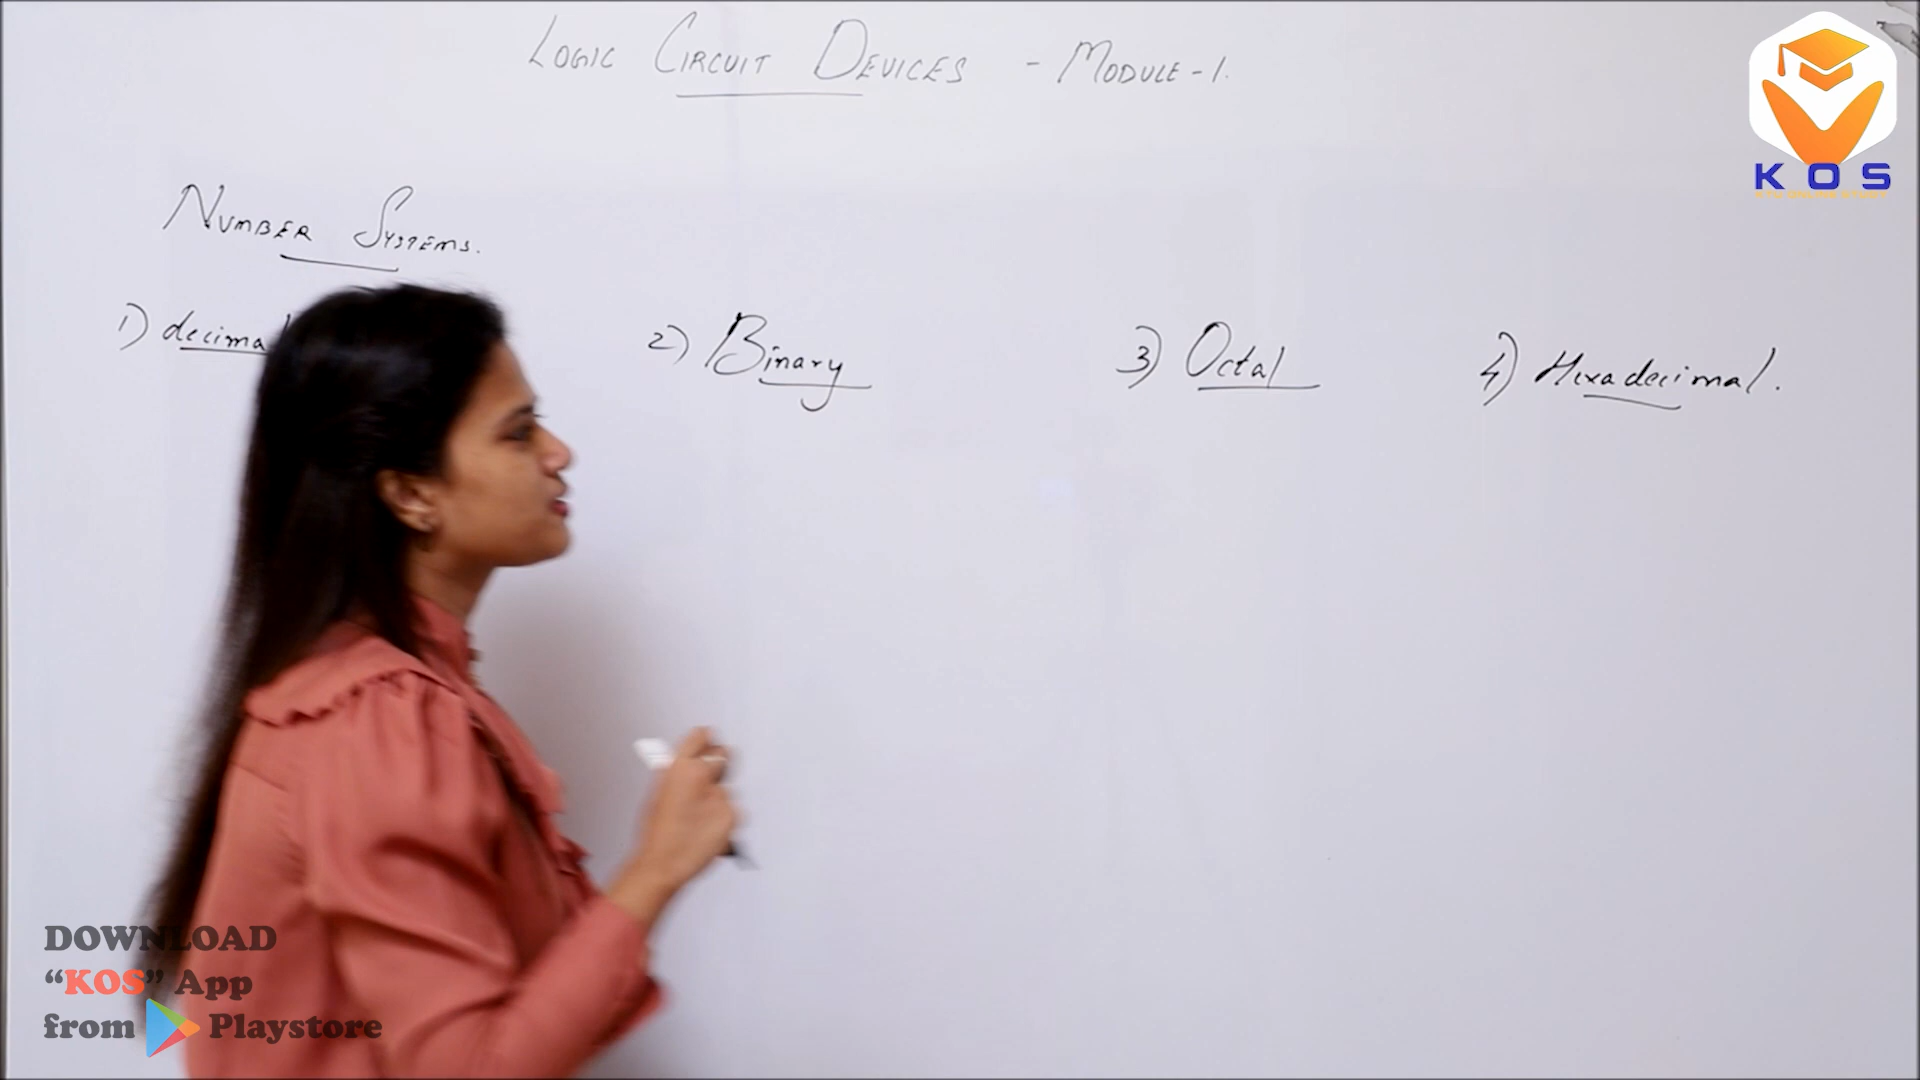 LOGIC CIRCUIT DEVICES - MODULE-1.
KOS
NUMBER SYSTEMS.
1) decimal
2) Binary
3) Octal
4) Hexadecimal.
DOWNLOAD
“KOS” App
from Playstore